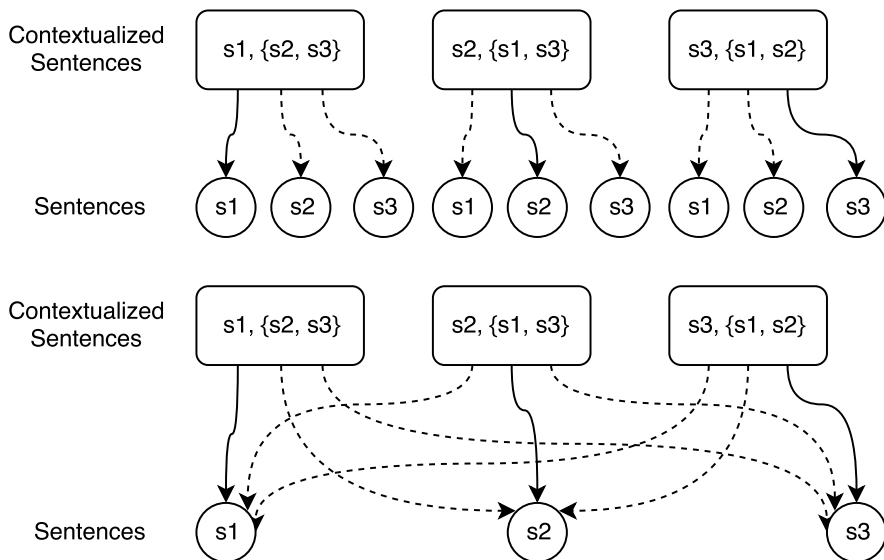 Contextualized
Sentences
s1, {s2, s3}
s2, {s1, s3}
s3, {s1, s2}
Sentences
s1
s2
s3
s1
s2
s3
s1
s2
s3
Contextualized
Sentences
s1, {s2, s3}
s2, {s1, s3}
s3, {s1, s2}
Sentences
s1
s2
s3